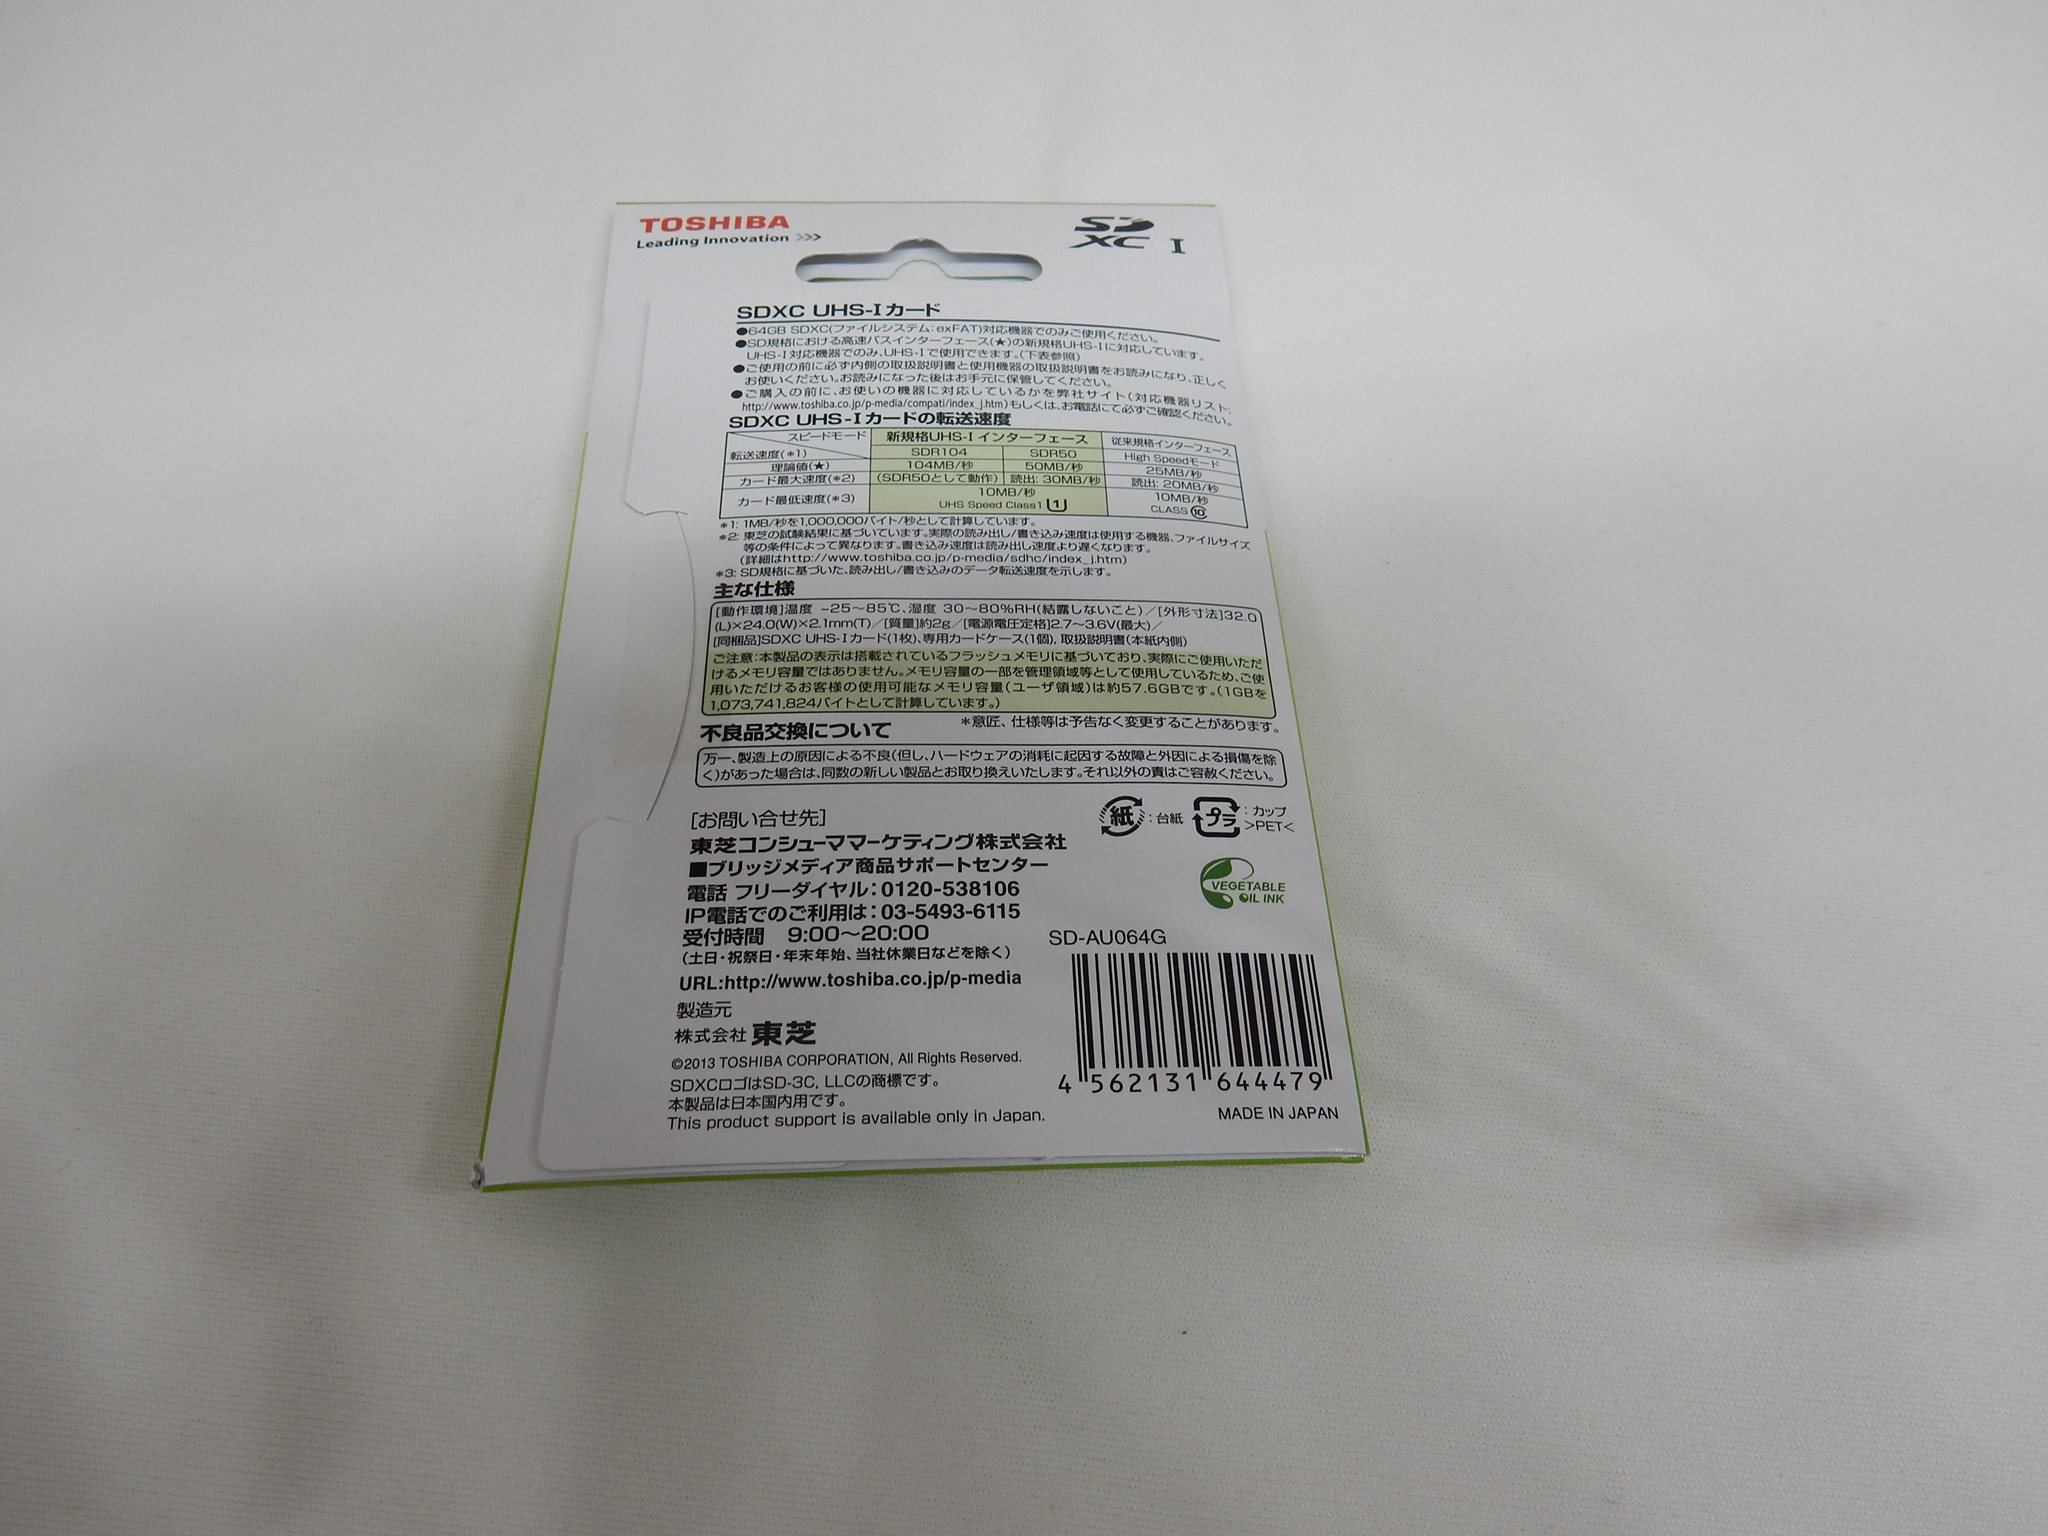 TOSHIBA
Leading Innovation >>>
SD
XC I
SDXC UHS-Iカード
●64GB SDXC(ファイルシステム:exFAT)対応機器でのみご使用ください。
●SD規格における高速バスインターフェース(★)の新規格UHS-Iに対応しています。
UHS-I対応機器でのみ、UHS-Iで使用できます。(下表参照)
●ご使用の前に必ず内側の取扱説明書と使用機器の取扱説明書をお読みになり、正しく
お使いください。お読みになった後はお手元に保管してください。
●ご購入の前に、お使いの機器に対応しているかを弊社サイト(対応機器リスト:
http://www.toshiba.co.jp/p-media/compati/index_j.htm)もしくは、お電話にて必ずご確認ください。
SDXC UHS-Iカードの転送速度
スピードモード 新規格UHS-I インターフェース 従来規格インターフェース
転送速度(*1) SDR104 SDR50 High Speedモード
理論値(★) 104MB/秒 50MB/秒 25MB/秒
カード最大速度(*2) (SDR50として動作) 読出: 30MB/秒 読出: 20MB/秒
カード最低速度(*3) 10MB/秒 10MB/秒
UHS Speed Class1 1 CLASS 10
*1: 1MB/秒を1,000,000バイト/秒として計算しています。
*2: 東芝の試験結果に基づいています。実際の読み出し/書き込み速度は使用する機器、ファイルサイズ
等の条件によって異なります。書き込み速度は読み出し速度より遅くなります。
(詳細はhttp://www.toshiba.co.jp/p-media/sdhc/index_j.htm)
*3: SD規格に基づいた、読み出し/書き込みのデータ転送速度を示します。
主な仕様
[動作環境]温度 -25〜85℃、湿度 30〜80%RH(結露しないこと)/[外形寸法]32.0
(L)×24.0(W)×2.1mm(T)/[質量]約2g/[電源電圧定格]2.7〜3.6V(最大)/
[同梱品]SDXC UHS-Iカード(1枚)、専用カードケース(1個)、取扱説明書(本紙内側)
ご注意:本製品の表示は搭載されているフラッシュメモリに基づいており、実際にご使用いただ
けるメモリ容量ではありません。メモリ容量の一部を管理領域等として使用しているため、ご使
用いただけるお客様の使用可能なメモリ容量(ユーザ領域)は約57.6GBです。(1GBを
1,073,741,824バイトとして計算しています。)
*意匠、仕様等は予告なく変更することがあります。
不良品交換について
万一、製造上の原因による不良(但し、ハードウェアの消耗に起因する故障と外因による損傷を除
く)があった場合は、同数の新しい製品とお取り換えいたします。それ以外の責はご容赦ください。
紙 :台紙 プラ :カップ
>PET<
[お問い合せ先]
東芝コンシューママーケティング株式会社
■ブリッジメディア商品サポートセンター
電話 フリーダイヤル:0120-538106
IP電話でのご利用は:03-5493-6115
受付時間 9:00〜20:00
(土日・祝祭日・年末年始、当社休業日などを除く)
URL:http://www.toshiba.co.jp/p-media
製造元
株式会社 東芝
©2013 TOSHIBA CORPORATION, All Rights Reserved.
SDXCロゴはSD-3C, LLCの商標です。
本製品は日本国内用です。
This product support is available only in Japan.
VEGETABLE
OIL INK
SD-AU064G
4 562131 644479
MADE IN JAPAN